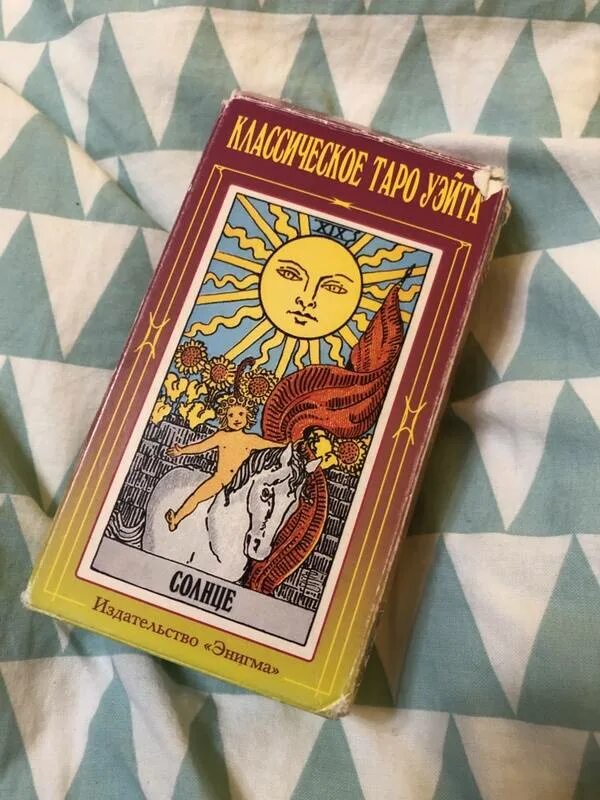 КЛАССИЧЕСКОЕ ТАРО УЭЙТА
XIX
СОЛНЦЕ
Издательство «Энигма»